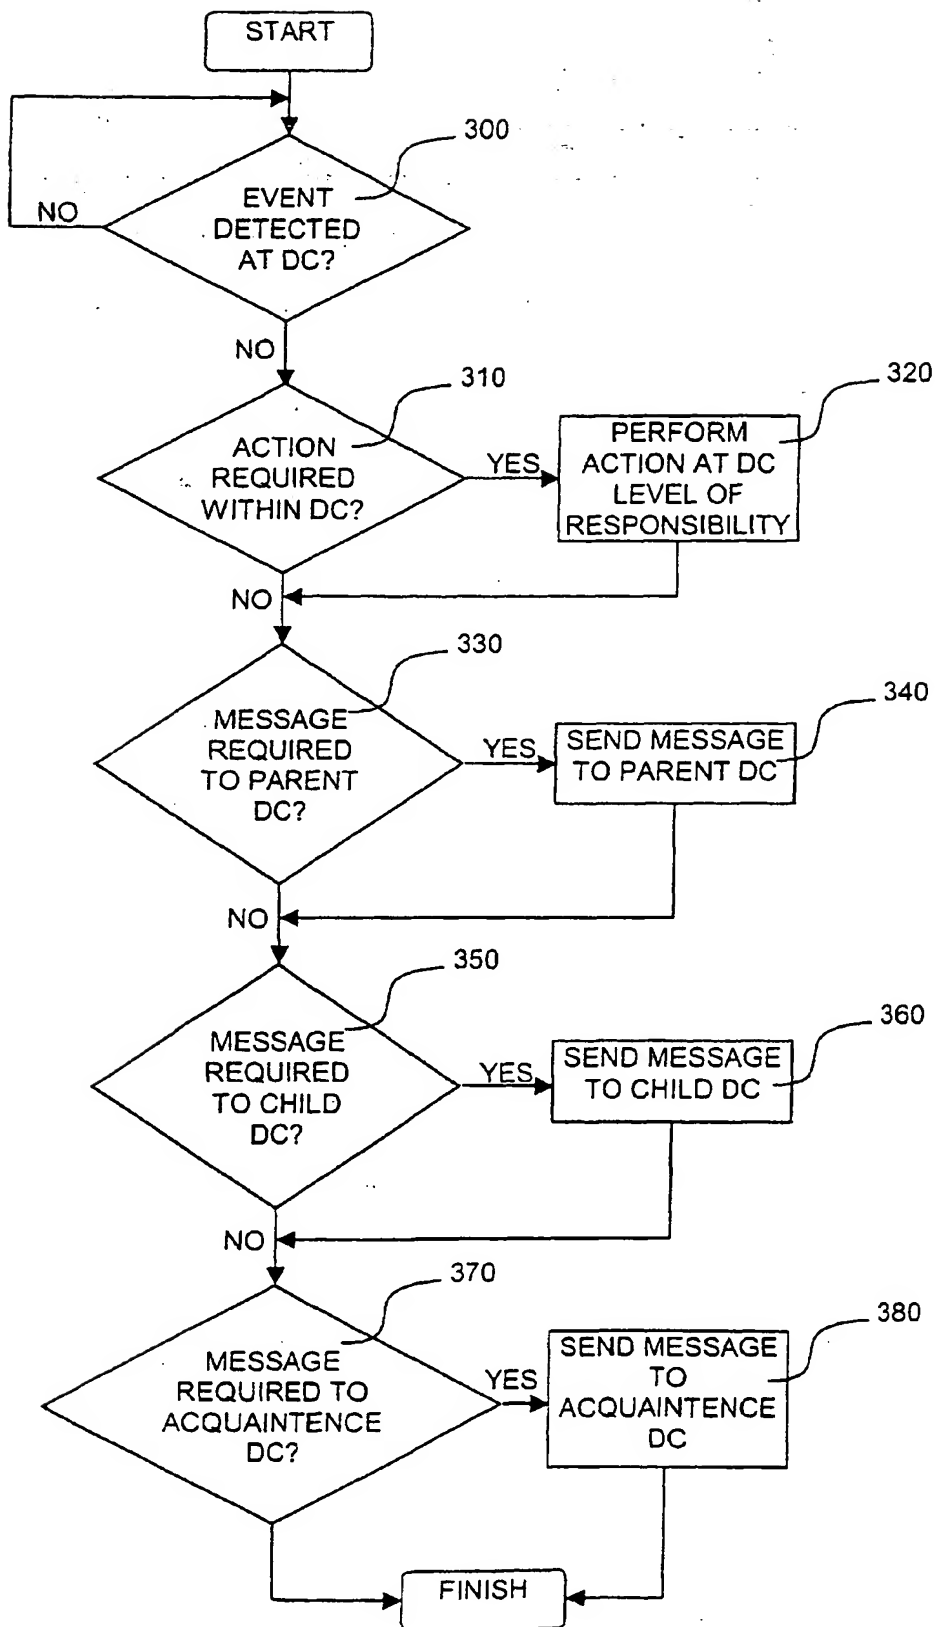 START
300
EVENT
DETECTED
AT DC?
NO
NO
310
ACTION
REQUIRED
WITHIN DC?
YES
320
PERFORM
ACTION AT DC
LEVEL OF
RESPONSIBILITY
NO
330
MESSAGE
REQUIRED
TO PARENT
DC?
YES
340
SEND MESSAGE
TO PARENT DC
NO
350
MESSAGE
REQUIRED
TO CHILD
DC?
YES
360
SEND MESSAGE
TO CHILD DC
NO
370
MESSAGE
REQUIRED TO
ACQUAINTENCE
DC?
YES
380
SEND MESSAGE
TO
ACQUAINTENCE
DC
FINISH